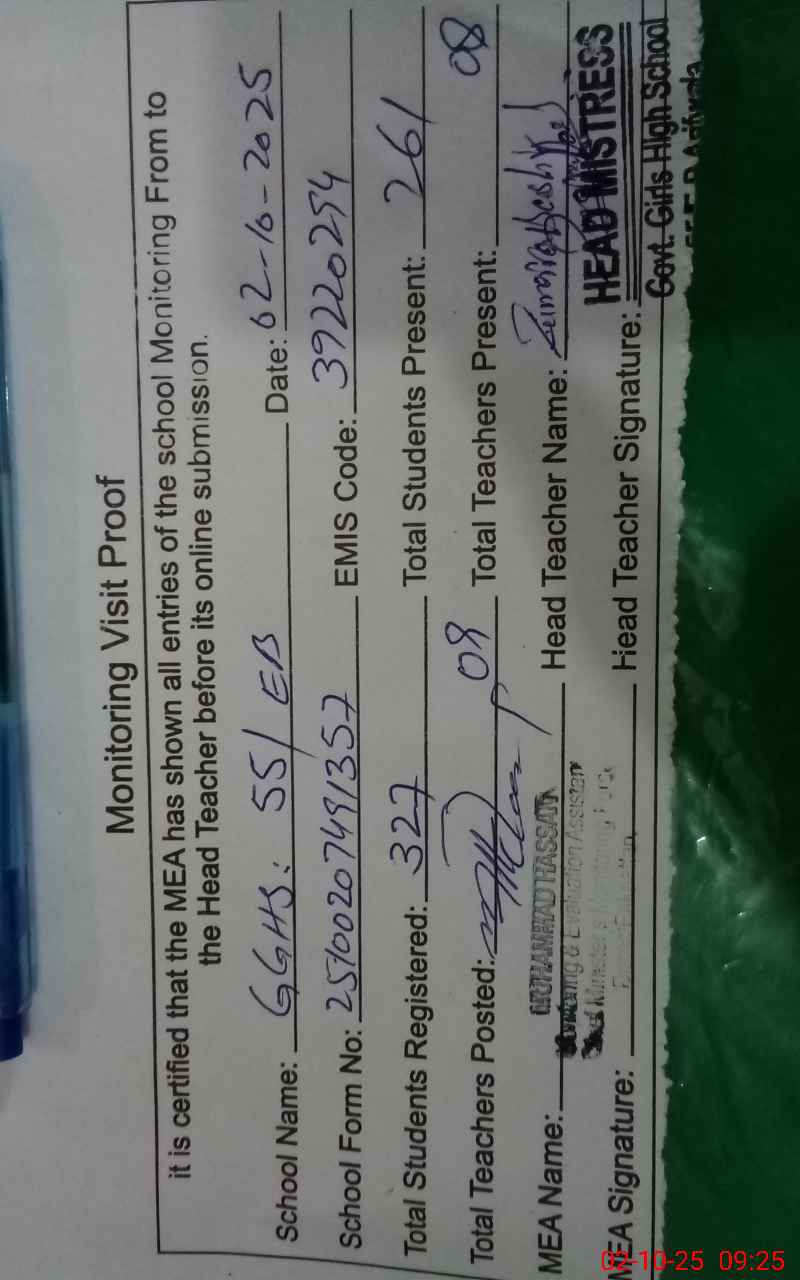 Monitoring Visit Proof
it is certified that the MEA has shown all entries of the school Monitoring From to
the Head Teacher before its online submission.
School Name: GGHS: 55/EB Date: 02-10-2025
School Form No: 25100207491357 EMIS Code: 39220254
Total Students Registered: 327 Total Students Present: 261
Total Teachers Posted: 08 Total Teachers Present: 08
MEA Name: MUHAMMAD HASSAN Head Teacher Name:
Monitoring & Evaluation Assistant
HEAD MISTRESS
MEA Signature: Head Teacher Signature:
Govt. Girls High School
02-10-25 09:25